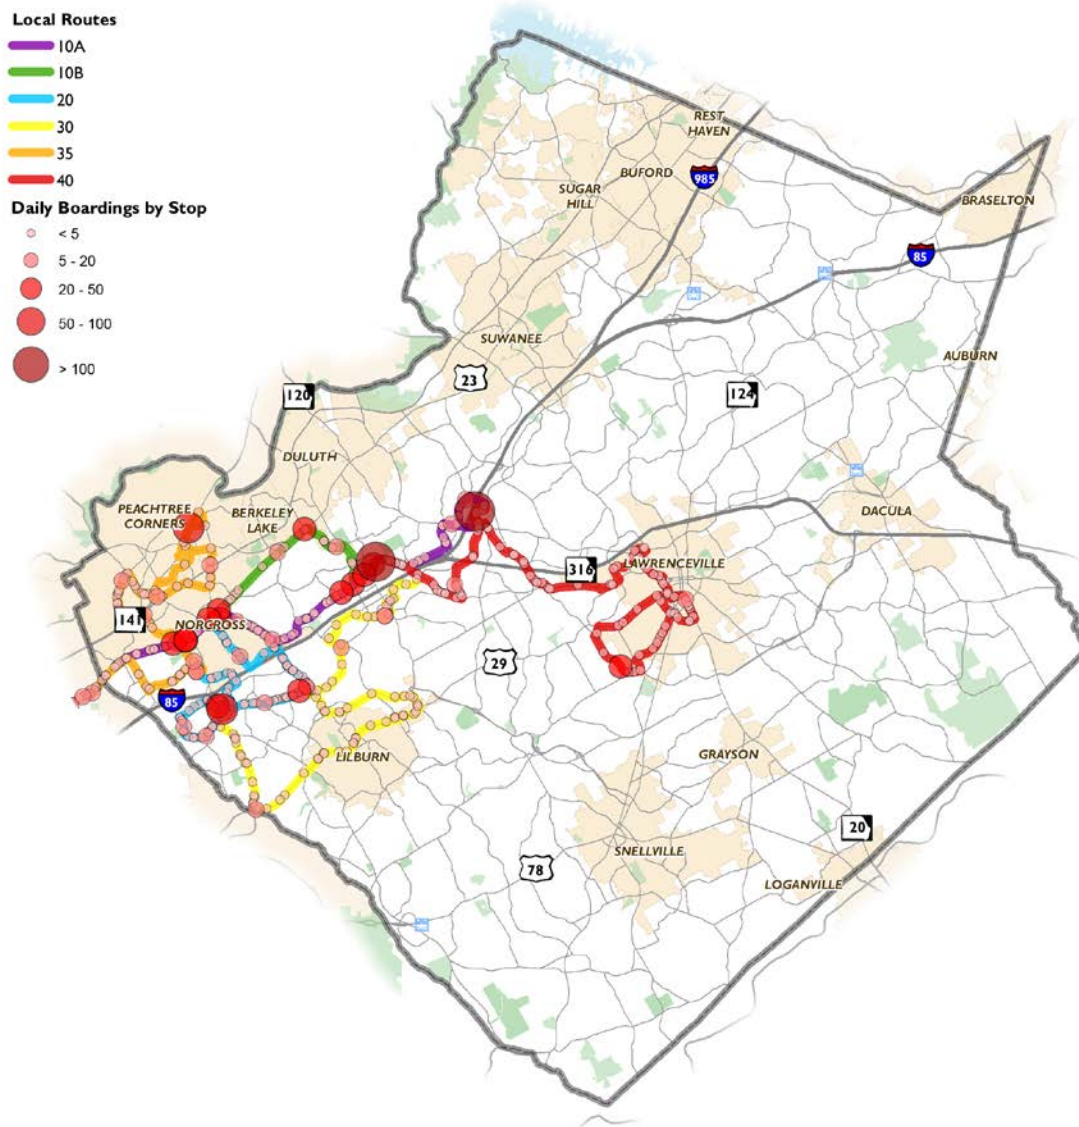 Local Routes
10A
10B
20
30
35
40
Daily Boardings by Stop
< 5
5 - 20
20 - 50
50 - 100
> 100
REST
HAVEN
BUFORD
985
SUGAR
HILL
BRASELTON
85
SUWANEE
AUBURN
23
120
124
DULUTH
PEACHTREE
CORNERS
BERKELEY
LAKE
DACULA
316
LAWRENCEVILLE
141
NORCROSS
29
85
LILBURN
GRAYSON
20
SNELLVILLE
78
LOGANVILLE